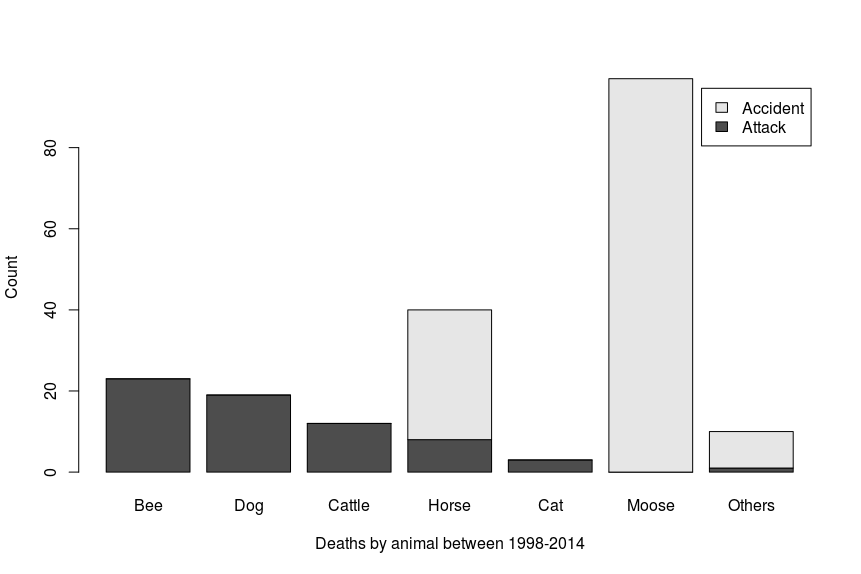 Accident
Attack
80
60
40
20
0
Count
Bee Dog Cattle Horse Cat Moose Others
Deaths by animal between 1998-2014